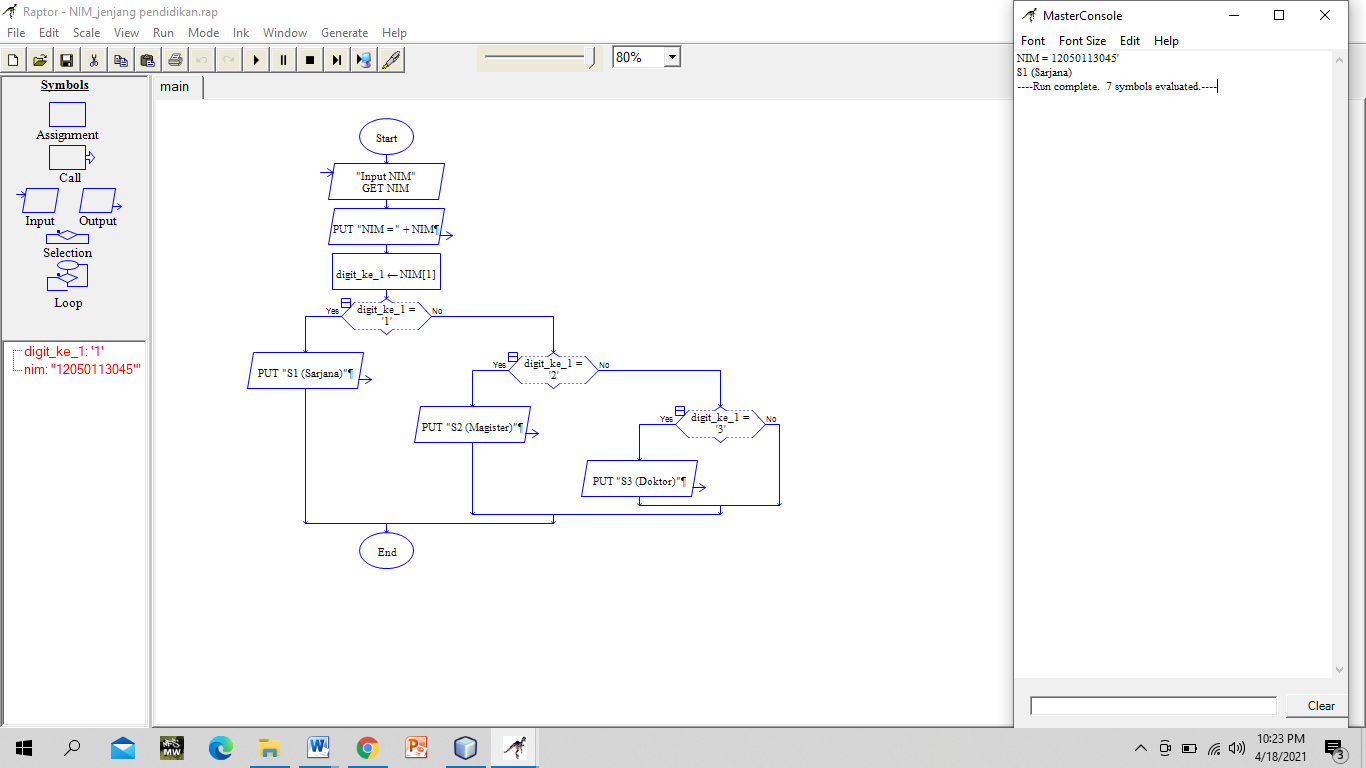 Raptor - NIM_jenjang pendidikan.rap
File Edit Scale View Run Mode Ink Window Generate Help
80%
Symbols
Assignment
Call
Input Output
Selection
Loop
digit_ke_1: '1'
nim: "12050113045'"
main
Start
"Input NIM"
GET NIM
PUT "NIM = " + NIM¶
digit_ke_1 ← NIM[1]
Yes
digit_ke_1 =
'1'
No
PUT "S1 (Sarjana)"¶
Yes
digit_ke_1 =
'2'
No
PUT "S2 (Magister)"¶
Yes
digit_ke_1 =
'3'
No
PUT "S3 (Doktor)"¶
End
MasterConsole
Font Font Size Edit Help
NIM = 12050113045'
S1 (Sarjana)
----Run complete. 7 symbols evaluated.----
Clear
NFS
MW
10:23 PM
4/18/2021
3